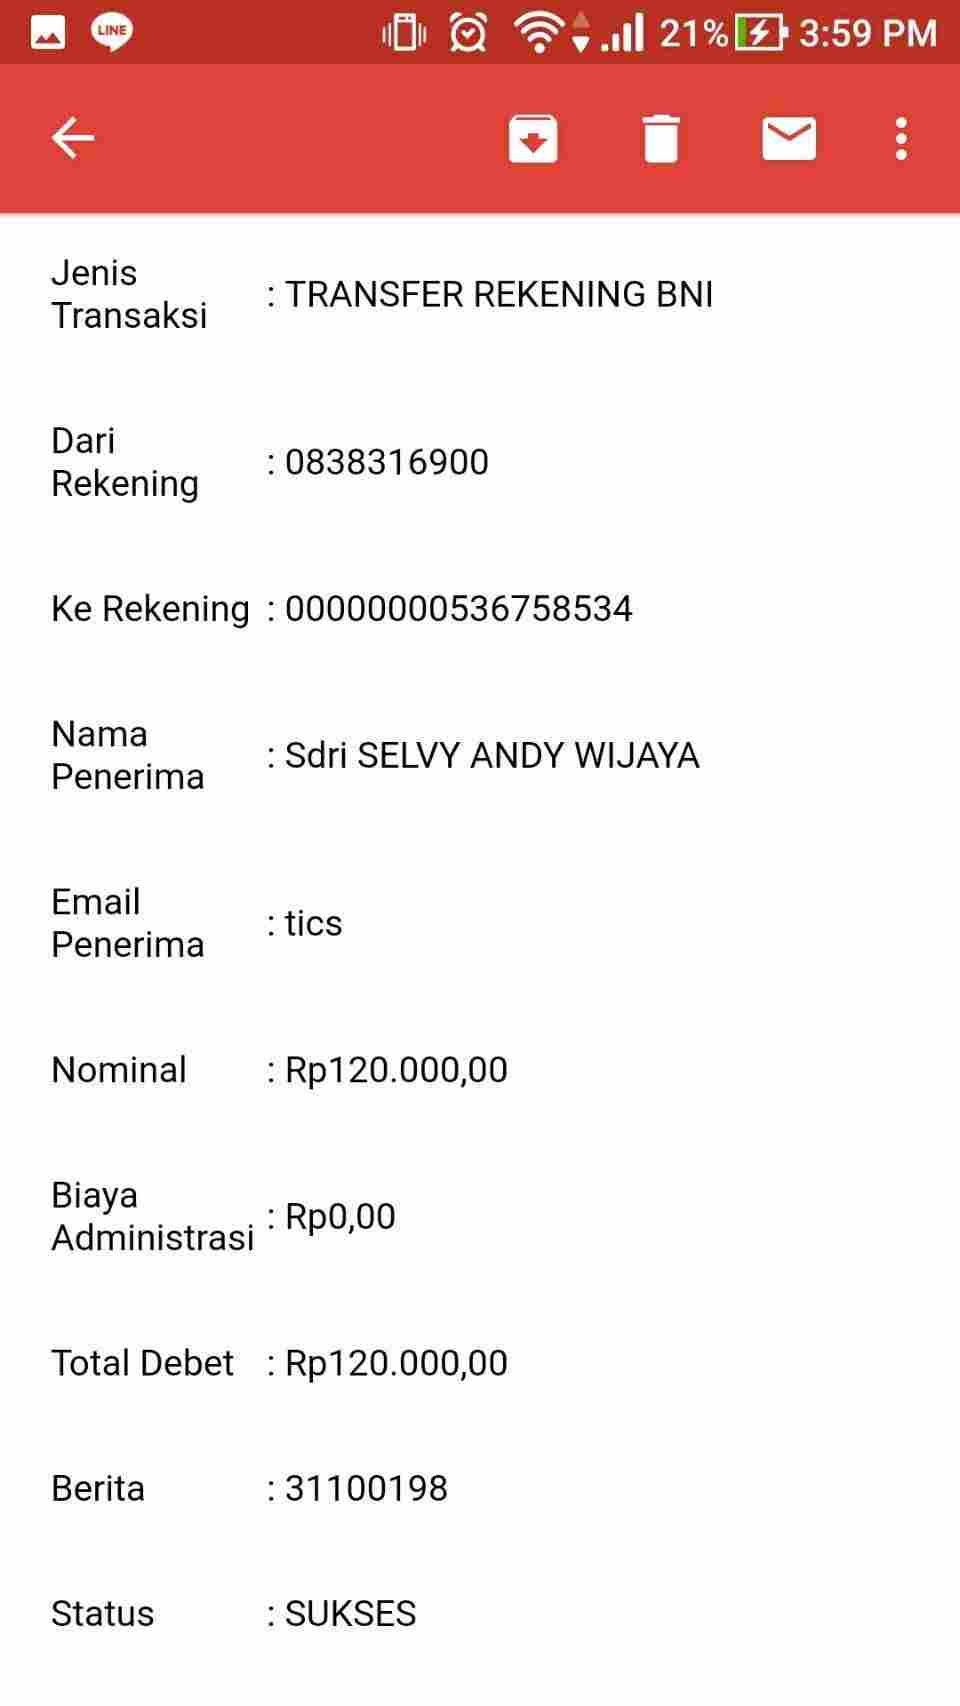 LINE
21% 3:59 PM
Jenis
Transaksi : TRANSFER REKENING BNI
Dari
Rekening : 0838316900
Ke Rekening : 00000000536758534
Nama
Penerima : Sdri SELVY ANDY WIJAYA
Email
Penerima : tics
Nominal : Rp120.000,00
Biaya
Administrasi : Rp0,00
Total Debet : Rp120.000,00
Berita : 31100198
Status : SUKSES